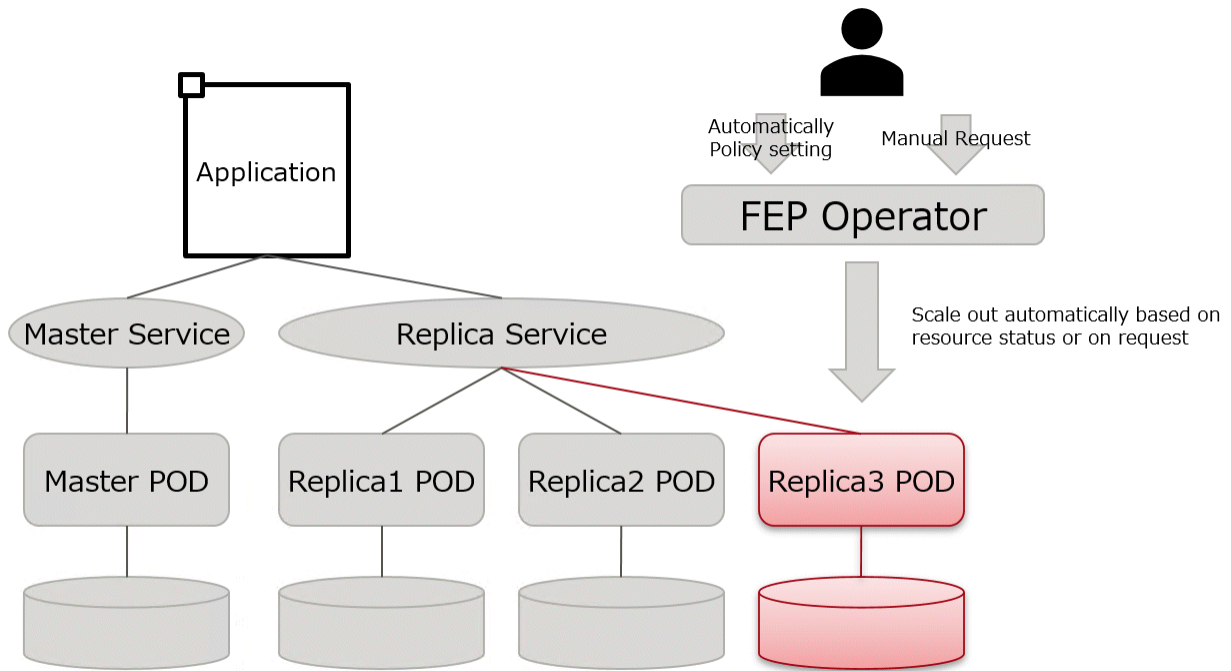 Automatically
Policy setting
Manual Request
Application
FEP Operator
Scale out automatically based on
resource status or on request
Master Service
Replica Service
Master POD
Replica1 POD
Replica2 POD
Replica3 POD